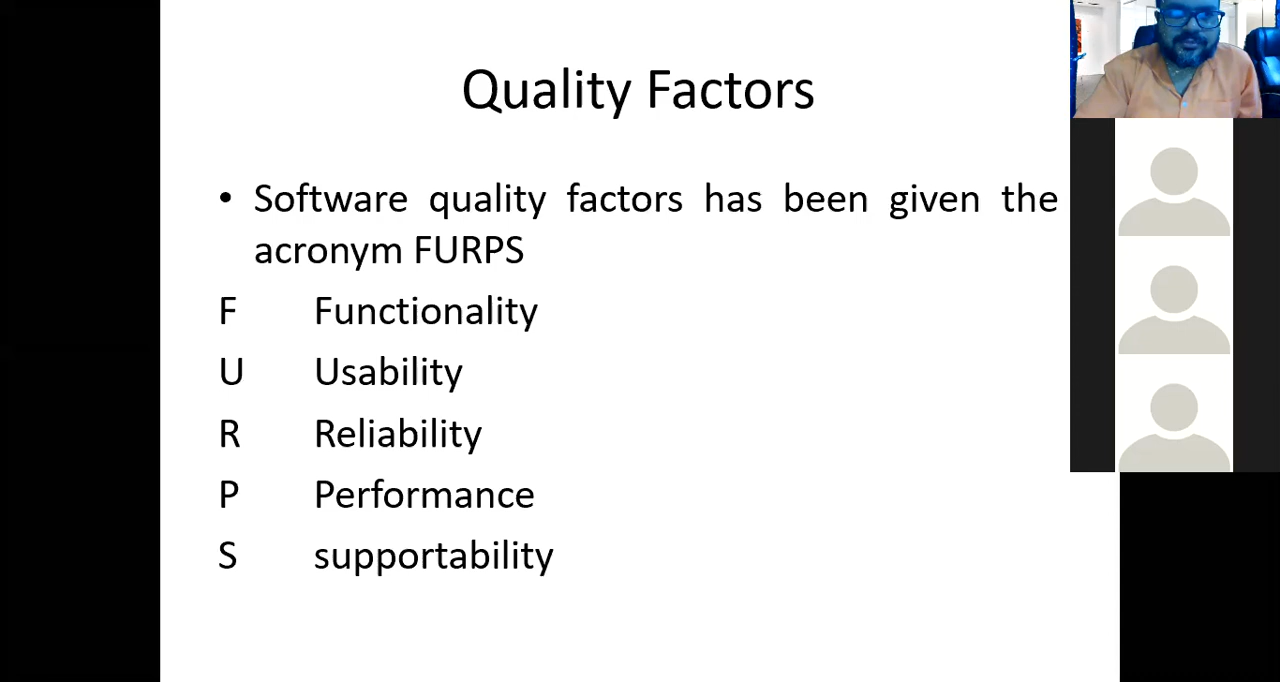 Quality Factors
• Software quality factors has been given the
acronym FURPS
F Functionality
U Usability
R Reliability
P Performance
S supportability